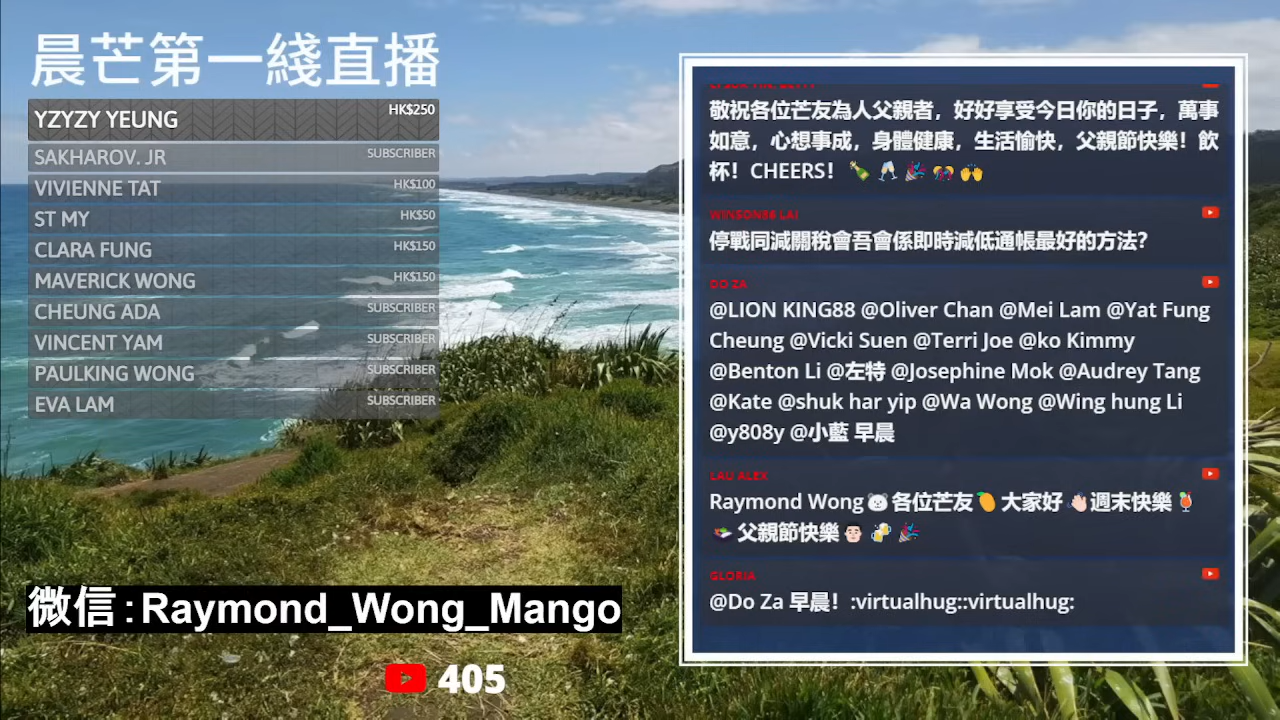 晨芒第一綫直播
YZYZY YEUNG HK$250
SAKHAROV. JR SUBSCRIBER
VIVIENNE TAT HK$100
ST MY HK$50
CLARA FUNG HK$150
MAVERICK WONG HK$150
CHEUNG ADA SUBSCRIBER
VINCENT YAM SUBSCRIBER
PAULKING WONG SUBSCRIBER
EVA LAM SUBSCRIBER
微信:Raymond_Wong_Mango
405
敬祝各位芒友為人父親者，好好享受今日你的日子，萬事
如意，心想事成，身體健康，生活愉快，父親節快樂！飲
杯！CHEERS！🍾🥂🎉🎊🙌
WINSON88 LAI
停戰同減關稅會吾會係即時減低通帳最好的方法?
DO ZA
@LION KING88 @Oliver Chan @Mei Lam @Yat Fung
Cheung @Vicki Suen @Terri Joe @ko Kimmy
@Benton Li @左特 @Josephine Mok @Audrey Tang
@Kate @shuk har yip @Wa Wong @Wing hung Li
@y808y @小藍 早晨
LAU ALEX
Raymond Wong🐻‍❄️各位芒友🥭大家好👋🏻週末快樂🍹
🍱父親節快樂👨🏻🍻🎉
GLORIA
@Do Za 早晨！:virtualhug::virtualhug: